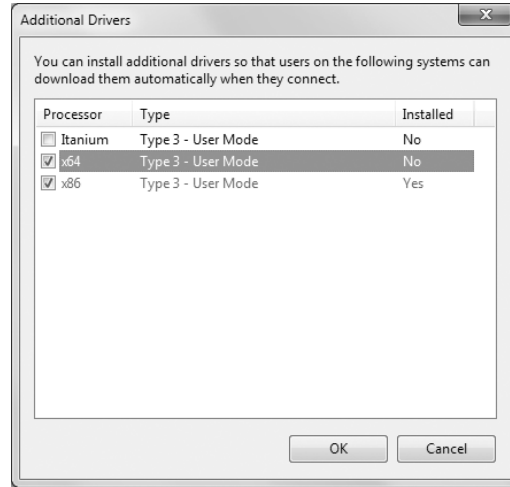 Additional Drivers
You can install additional drivers so that users on the following systems can
download them automatically when they connect.
Processor Type Installed
Itanium Type 3 - User Mode No
x64 Type 3 - User Mode No
x86 Type 3 - User Mode Yes
OK Cancel